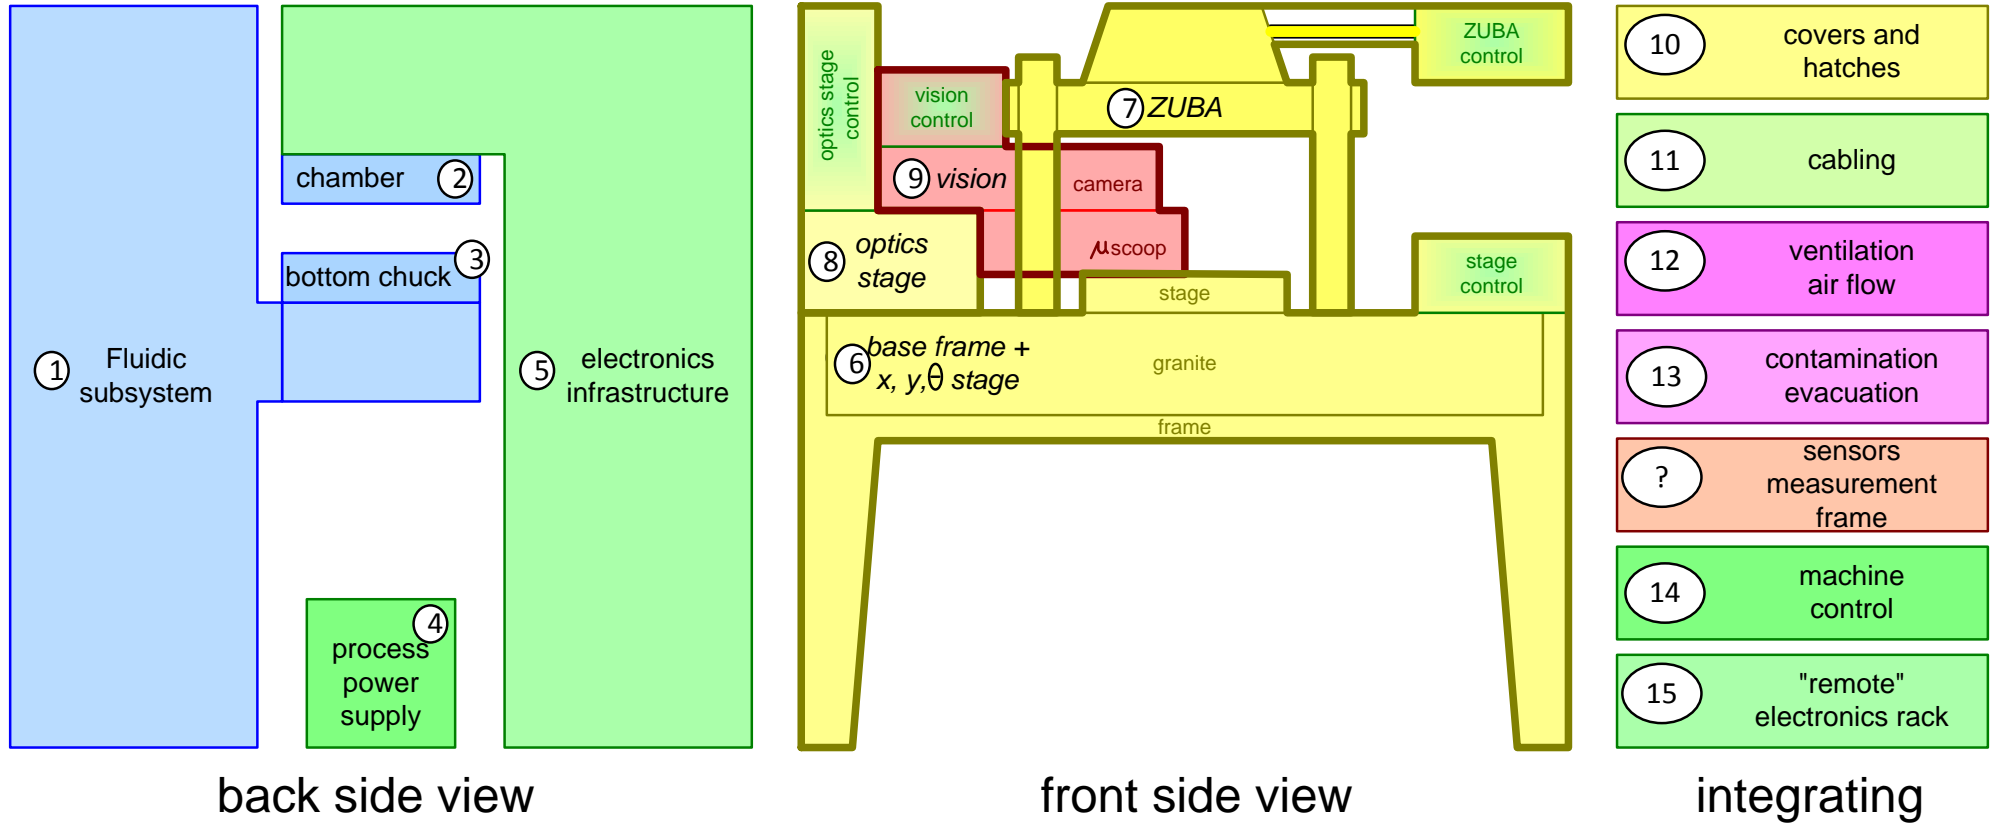 chamber
2
3
bottom chuck
1
Fluidic
subsystem
5
electronics
infrastructure
4
process
power
supply
back side view
optics stage
control
ZUBA
control
vision
control
7
ZUBA
9
vision
camera
8
optics
stage
μscoop
stage
stage
control
6
base frame +
x, y,θ stage
granite
frame
front side view
10
covers and
hatches
11
cabling
12
ventilation
air flow
13
contamination
evacuation
?
sensors
measurement
frame
14
machine
control
15
"remote"
electronics rack
integrating